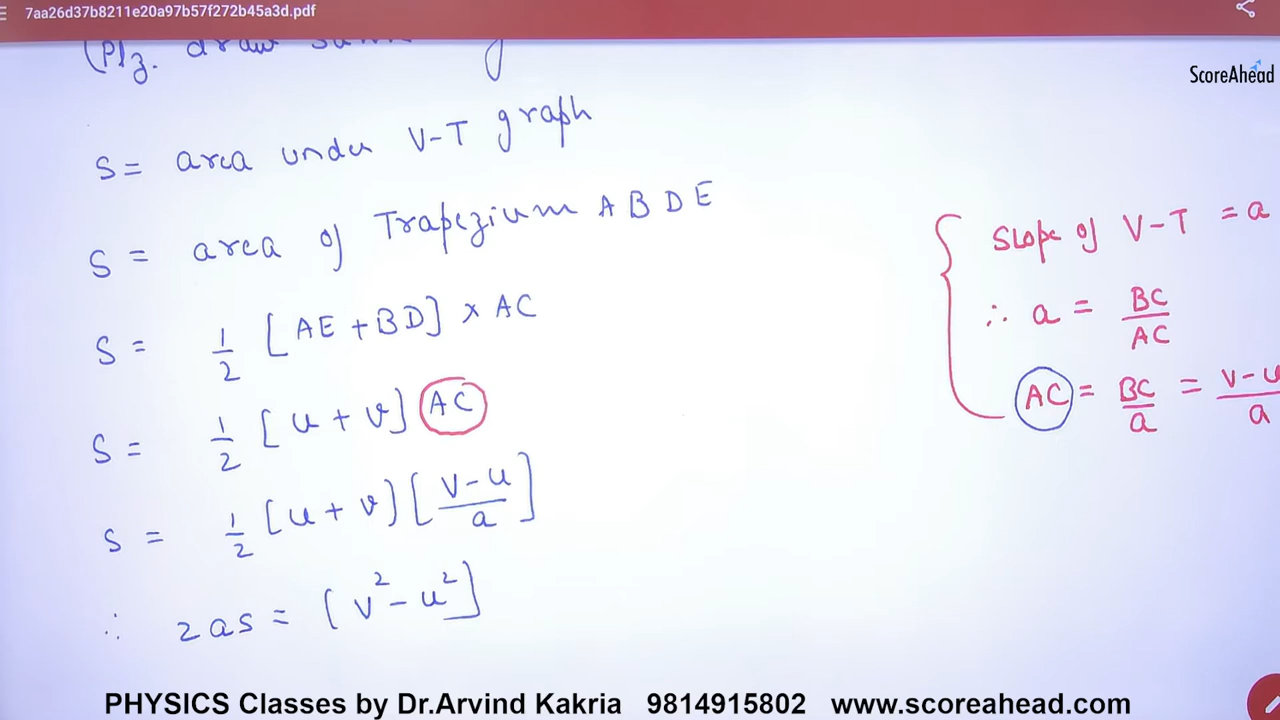 7aa26d37b8211e20a97b57f272b45a3d.pdf
(Plz. draw
ScoreAhead
S = area under V-T graph
S = area of Trapezium ABDE
S = 1/2 [AE + BD] × AC
S = 1/2 [u + v] AC
S = 1/2 [u + v] [v-u/a]
∴ 2as = [v² - u²]
Slope of V-T = a
∴ a = BC/AC
AC = BC/a = v-u/a
PHYSICS Classes by Dr.Arvind Kakria 9814915802 www.scoreahead.com